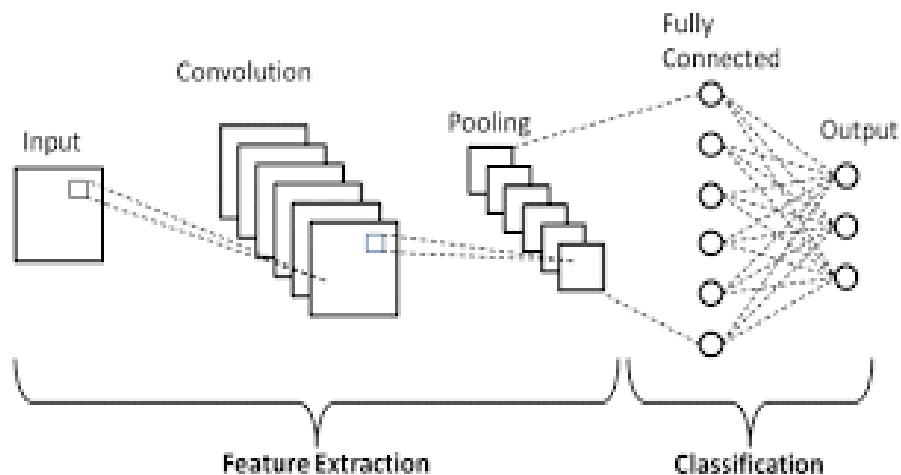 Fully
Connected
Convolution
Pooling
Output
Input
Feature Extraction
Classification